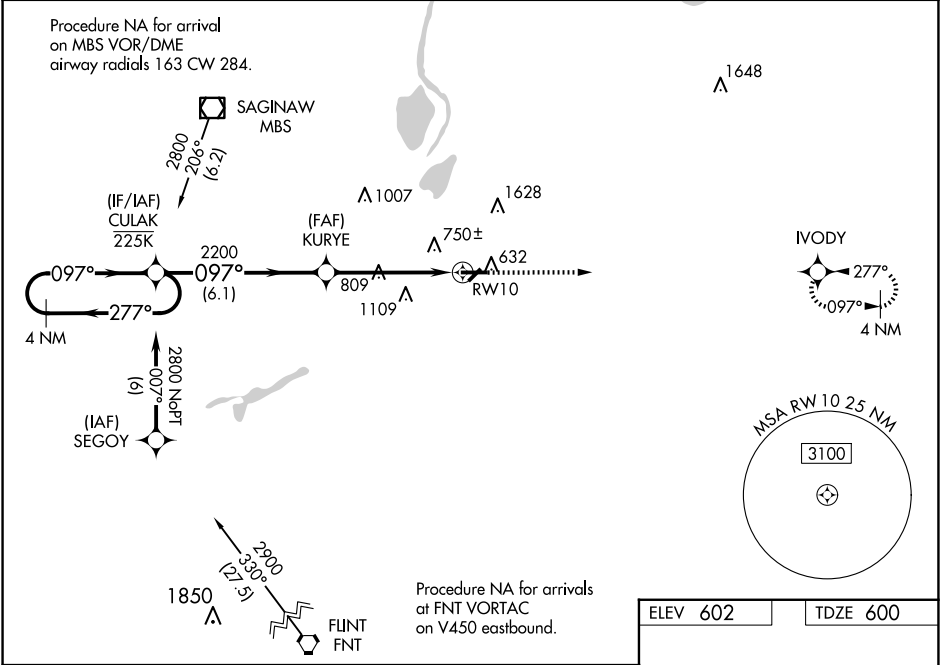 Procedure NA for arrival
on MBS VOR/DME
airway radials 163 CW 284.
1648
SAGINAW
MBS
2800
206°
(6.2)
(IF/IAF)
CULAK
225K
1007
1628
(FAF)
KURYE
750±
IVODY
097°
2200
097°
(6.1)
809
632
RW10
277°
277°
1109
097°
4 NM
4 NM
2800 NoPT
007°
(6)
(IAF)
SEGOY
MSA RW 10 25 NM
3100
2900
330°
(27.5)
1850
FLINT
FNT
Procedure NA for arrivals
at FNT VORTAC
on V450 eastbound.
ELEV 602
TDZE 600